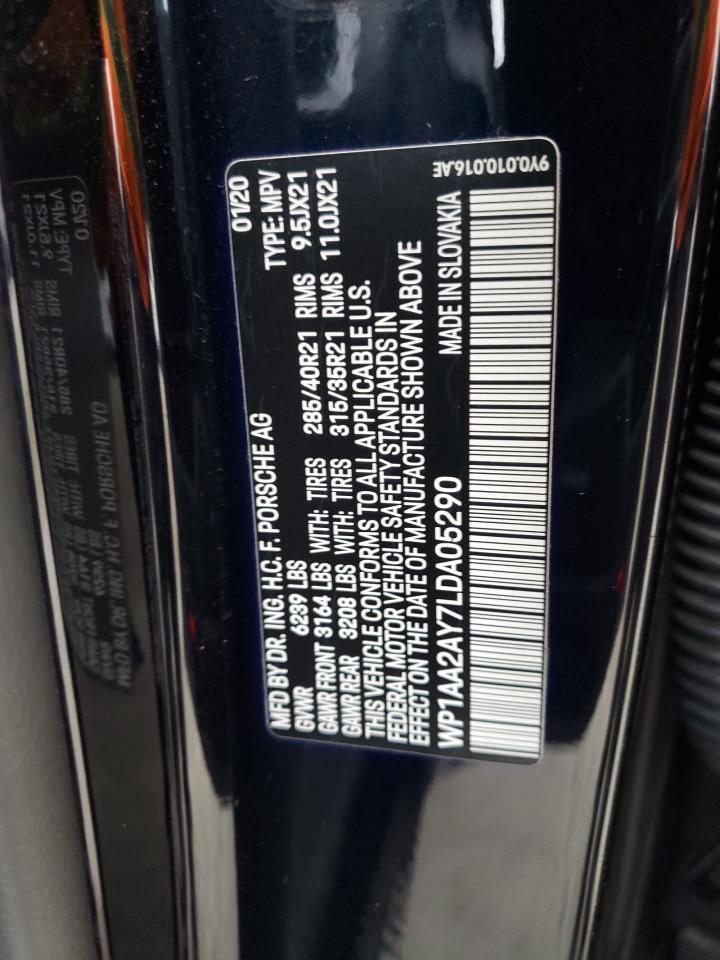 MFD BY DR. ING. H.C. F. PORSCHE AG 01/20
GVWR 6239 LBS TYPE: MPV
GAWR FRONT 3164 LBS WITH: TIRES 285/40R21 RIMS 9.5JX21
GAWR REAR 3208 LBS WITH: TIRES 315/35R21 RIMS 11.0JX21
THIS VEHICLE CONFORMS TO ALL APPLICABLE U.S.
FEDERAL MOTOR VEHICLE SAFETY STANDARDS IN
EFFECT ON THE DATE OF MANUFACTURE SHOWN ABOVE
WP1AA2AY7LDA05290 MADE IN SLOVAKIA
9Y0.010.016.AF